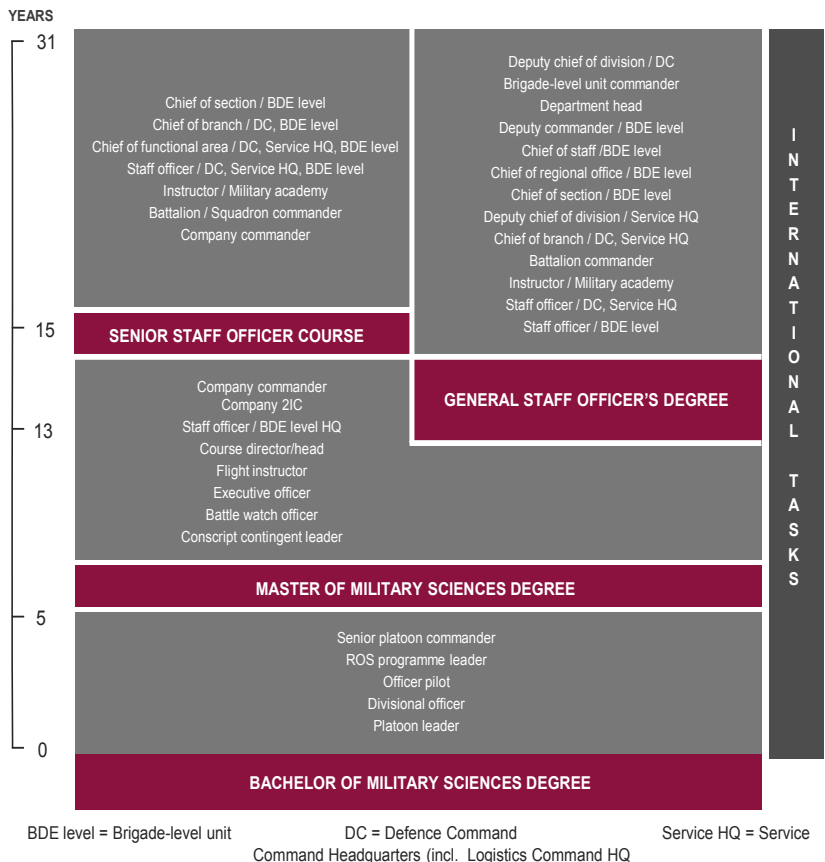 YEARS
31
Chief of section / BDE level
Chief of branch / DC, BDE level
Chief of functional area / DC, Service HQ, BDE level
Staff officer / DC, Service HQ, BDE level
Instructor / Military academy
Battalion / Squadron commander
Company commander
Deputy chief of division / DC
Brigade-level unit commander
Department head
Deputy commander / BDE level
Chief of staff /BDE level
Chief of regional office / BDE level
Chief of section / BDE level
Deputy chief of division / Service HQ
Chief of branch / DC, Service HQ
Battalion commander
Instructor / Military academy
Staff officer / DC, Service HQ
Staff officer / BDE level
15
SENIOR STAFF OFFICER COURSE
GENERAL STAFF OFFICER'S DEGREE
13
Company commander
Company 2IC
Staff officer / BDE level HQ
Course director/head
Flight instructor
Executive officer
Battle watch officer
Conscript contingent leader
MASTER OF MILITARY SCIENCES DEGREE
5
Senior platoon commander
ROS programme leader
Officer pilot
Divisional officer
Platoon leader
0
BACHELOR OF MILITARY SCIENCES DEGREE
INTERNATIONAL TASKS
BDE level = Brigade-level unit DC = Defence Command Service HQ = Service
Command Headquarters (incl. Logistics Command HQ